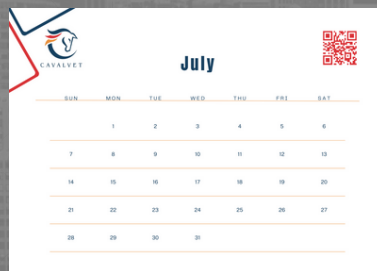 CAVALVET
July
SUN MON TUE WED THU FRI SAT
1 2 3 4 5 6
7 8 9 10 11 12 13
14 15 16 17 18 19 20
21 22 23 24 25 26 27
28 29 30 31